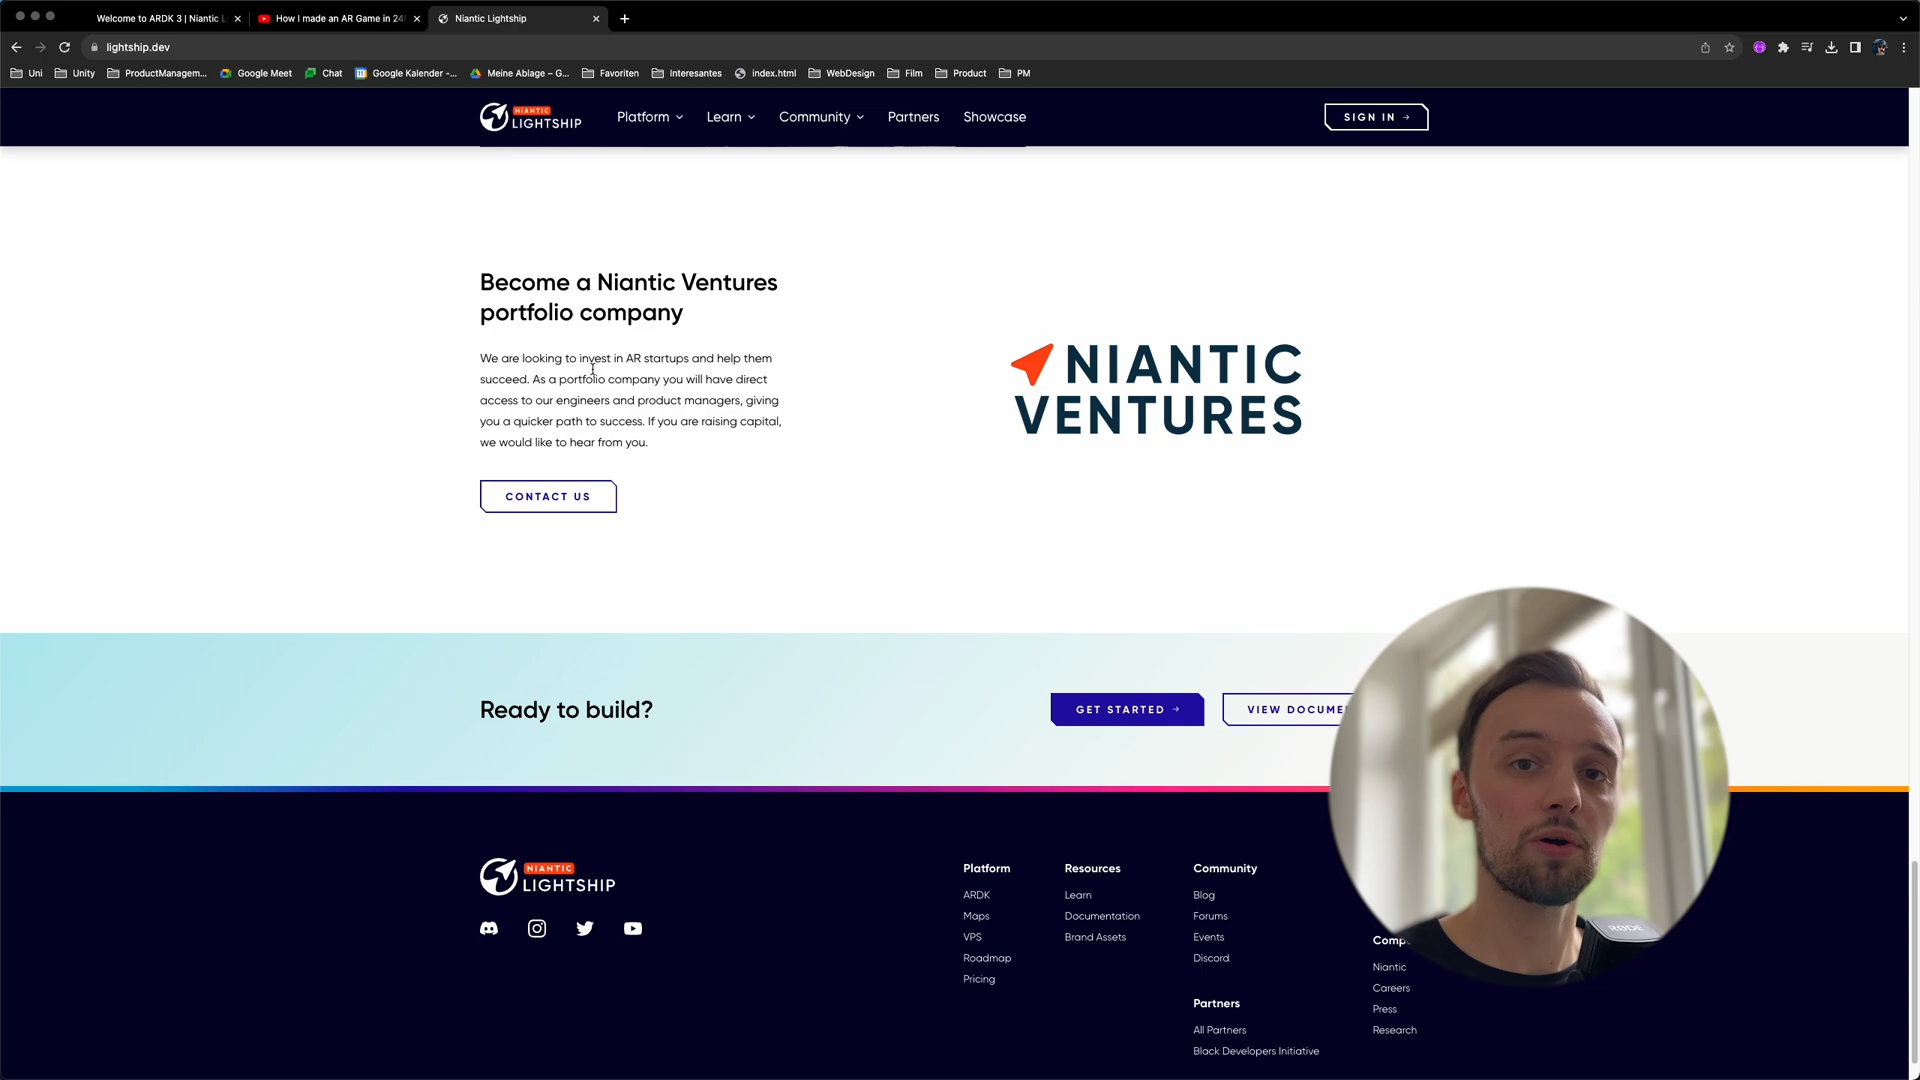 Welcome to ARDK 3 | Niantic L
How I made an AR Game in 24
Niantic Lightship
lightship.dev
Uni
Unity
ProductManagem...
Google Meet
Chat
Google Kalender -...
Meine Ablage – G...
Favoriten
Interesantes
index.html
WebDesign
Film
Product
PM
NIANTIC
LIGHTSHIP
Platform
Learn
Community
Partners
Showcase
SIGN IN →
Become a Niantic Ventures
portfolio company
We are looking to invest in AR startups and help them
succeed. As a portfolio company you will have direct
access to our engineers and product managers, giving
you a quicker path to success. If you are raising capital,
we would like to hear from you.
CONTACT US
NIANTIC
VENTURES
Ready to build?
GET STARTED →
VIEW DOCUME
NIANTIC
LIGHTSHIP
Platform
ARDK
Maps
VPS
Roadmap
Pricing
Resources
Learn
Documentation
Brand Assets
Community
Blog
Forums
Events
Discord
Partners
All Partners
Black Developers Initiative
Comp
Niantic
Careers
Press
Research
RØDE